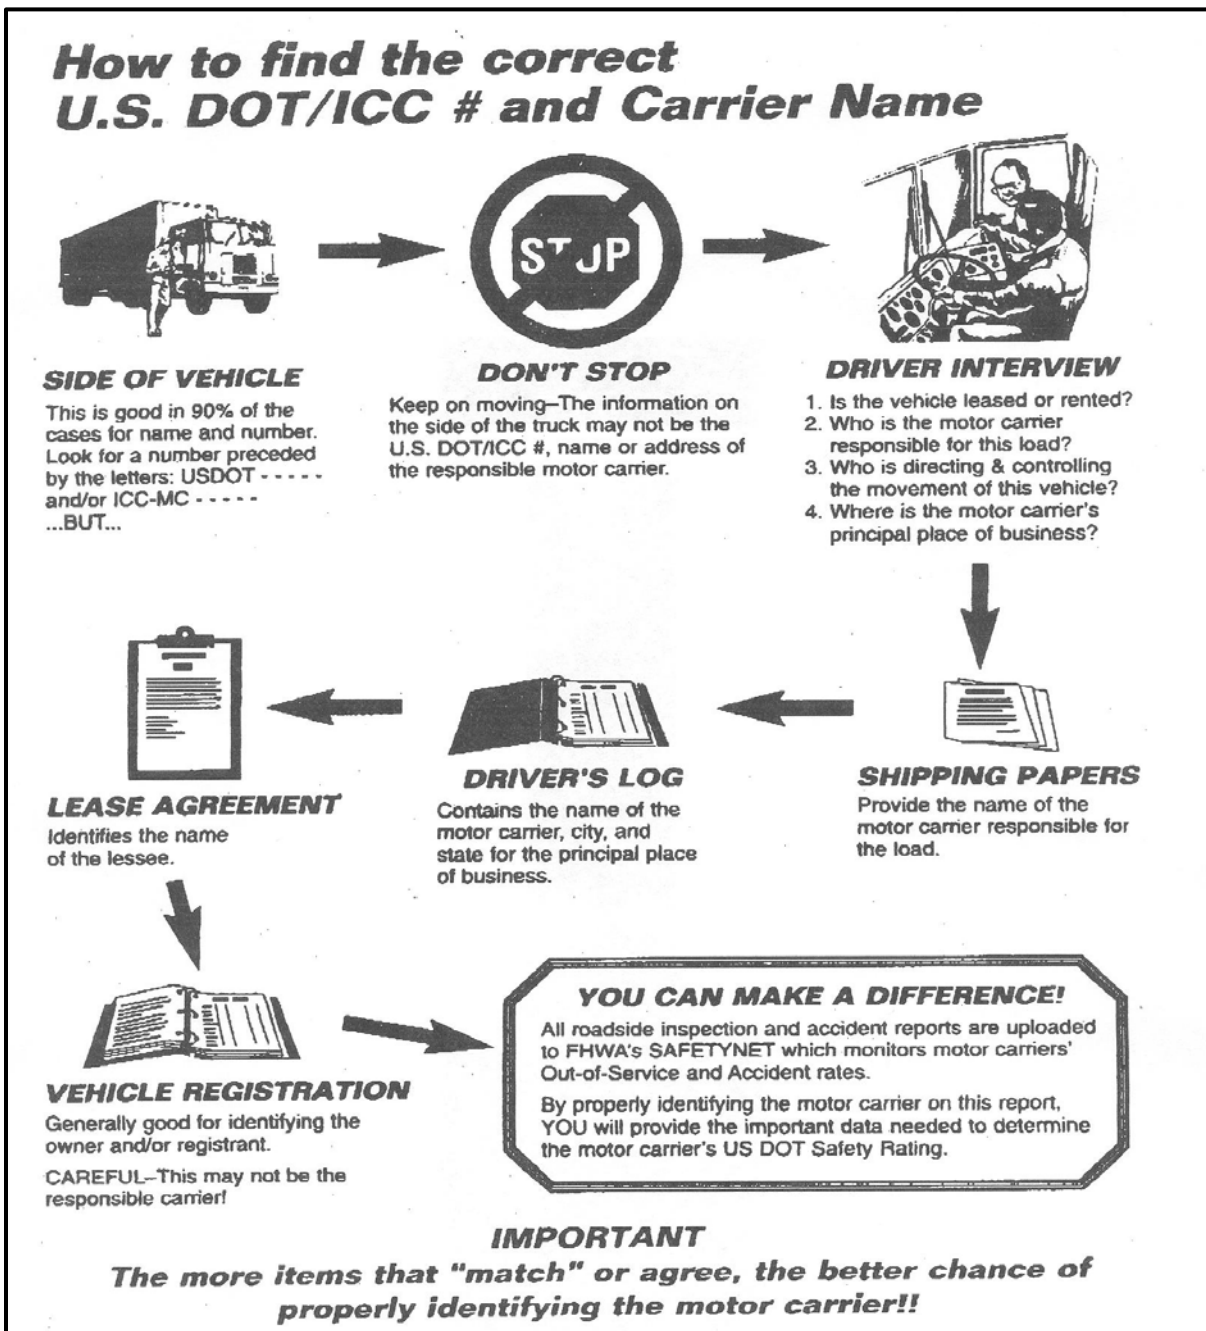 How to find the correct
U.S. DOT/ICC # and Carrier Name
STOP
SIDE OF VEHICLE
This is good in 90% of the
cases for name and number.
Look for a number preceded
by the letters: USDOT - - - - -
and/or ICC-MC - - - - -
...BUT...
DON'T STOP
Keep on moving–The information on
the side of the truck may not be the
U.S. DOT/ICC #, name or address of
the responsible motor carrier.
DRIVER INTERVIEW
1. Is the vehicle leased or rented?
2. Who is the motor carrier
responsible for this load?
3. Who is directing & controlling
the movement of this vehicle?
4. Where is the motor carrier's
principal place of business?
SHIPPING PAPERS
Provide the name of the
motor carrier responsible for
the load.
DRIVER'S LOG
Contains the name of the
motor carrier, city, and
state for the principal place
of business.
LEASE AGREEMENT
Identifies the name
of the lessee.
VEHICLE REGISTRATION
Generally good for identifying the
owner and/or registrant.
CAREFUL–This may not be the
responsible carrier!
YOU CAN MAKE A DIFFERENCE!
All roadside inspection and accident reports are uploaded
to FHWA's SAFETYNET which monitors motor carriers'
Out-of-Service and Accident rates.
By properly identifying the motor carrier on this report,
YOU will provide the important data needed to determine
the motor carrier's US DOT Safety Rating.
IMPORTANT
The more items that "match" or agree, the better chance of
properly identifying the motor carrier!!